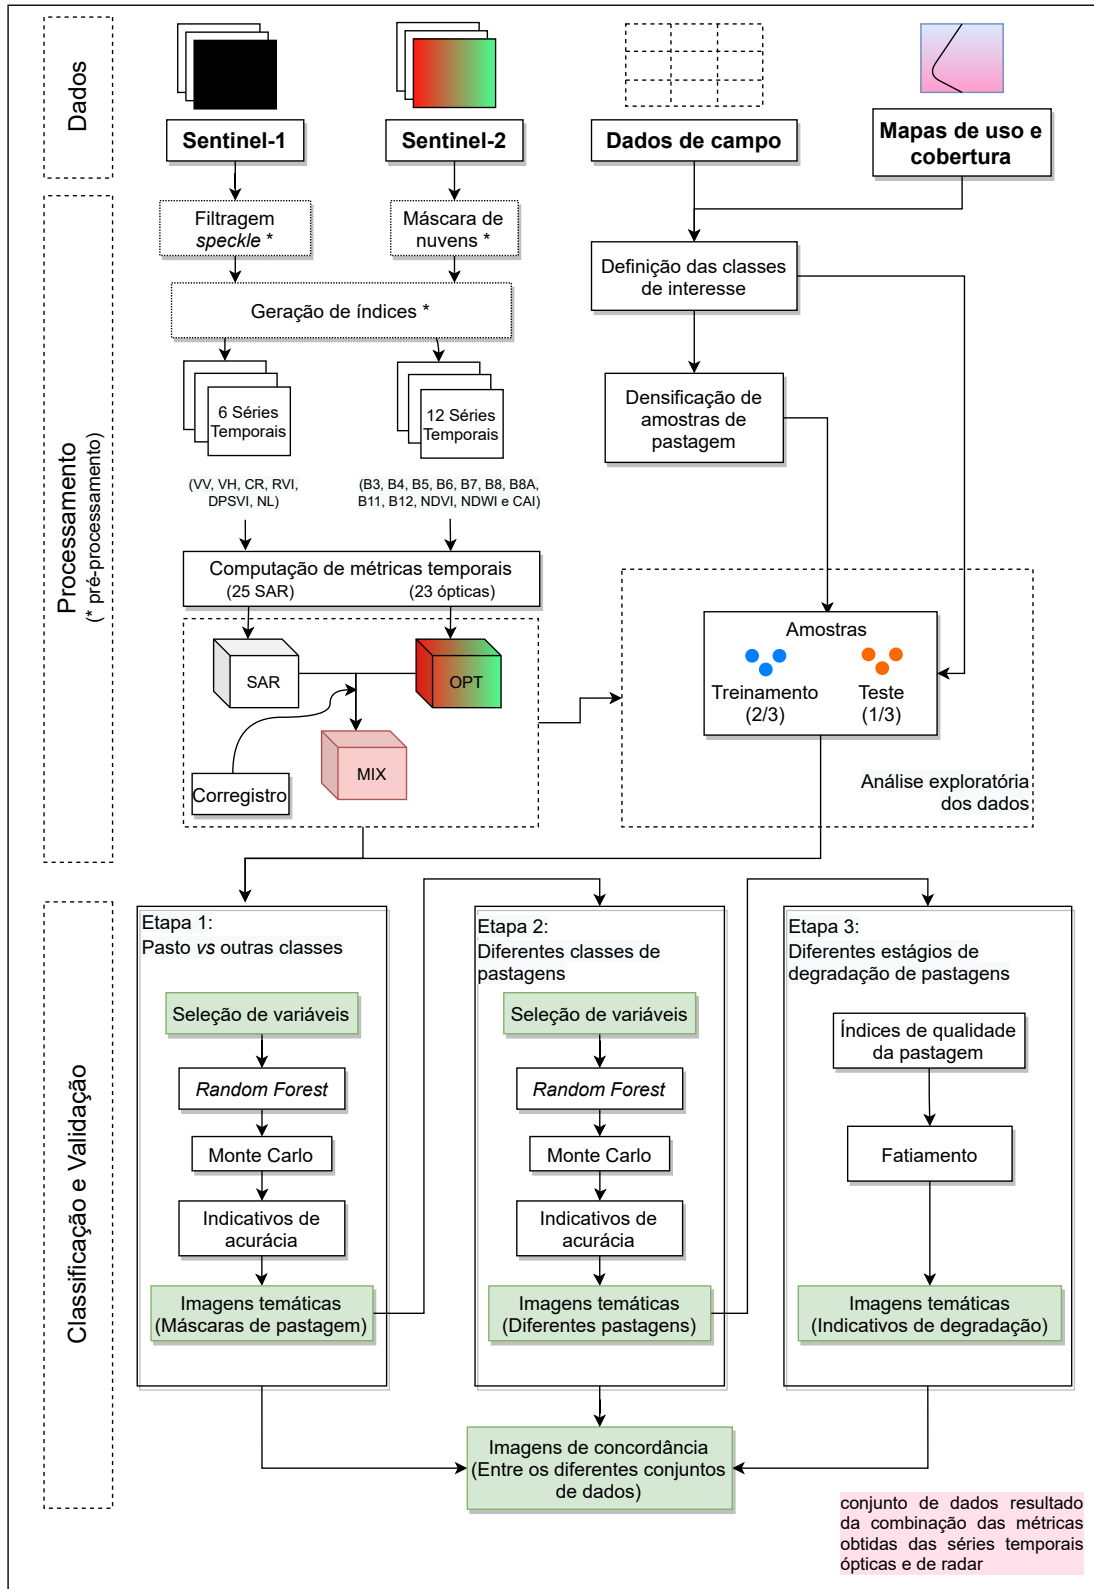 Dados
Sentinel-1
Sentinel-2
Dados de campo
Mapas de uso e
cobertura
Processamento
(* pré-processamento)
Filtragem
speckle *
Máscara de
nuvens *
Geração de índices *
Definição das classes
de interesse
6 Séries
Temporais
12 Séries
Temporais
Densificação de
amostras de
pastagem
(VV, VH, CR, RVI,
DPSVI, NL)
(B3, B4, B5, B6, B7, B8, B8A,
B11, B12, NDVI, NDWI e CAI)
Computação de métricas temporais
(25 SAR)
(23 ópticas)
SAR
OPT
MIX
Corregistro
Amostras
Treinamento
(2/3)
Teste
(1/3)
Análise exploratória
dos dados
Classificação e Validação
Etapa 1:
Pasto vs outras classes
Seleção de variáveis
Random Forest
Monte Carlo
Indicativos de
acurácia
Imagens temáticas
(Máscaras de pastagem)
Etapa 2:
Diferentes classes de
pastagens
Seleção de variáveis
Random Forest
Monte Carlo
Indicativos de
acurácia
Imagens temáticas
(Diferentes pastagens)
Etapa 3:
Diferentes estágios de
degradação de pastagens
Índices de qualidade
da pastagem
Fatiamento
Imagens temáticas
(Indicativos de degradação)
Imagens de concordância
(Entre os diferentes conjuntos
de dados)
conjunto de dados resultado
da combinação das métricas
obtidas das séries temporais
ópticas e de radar